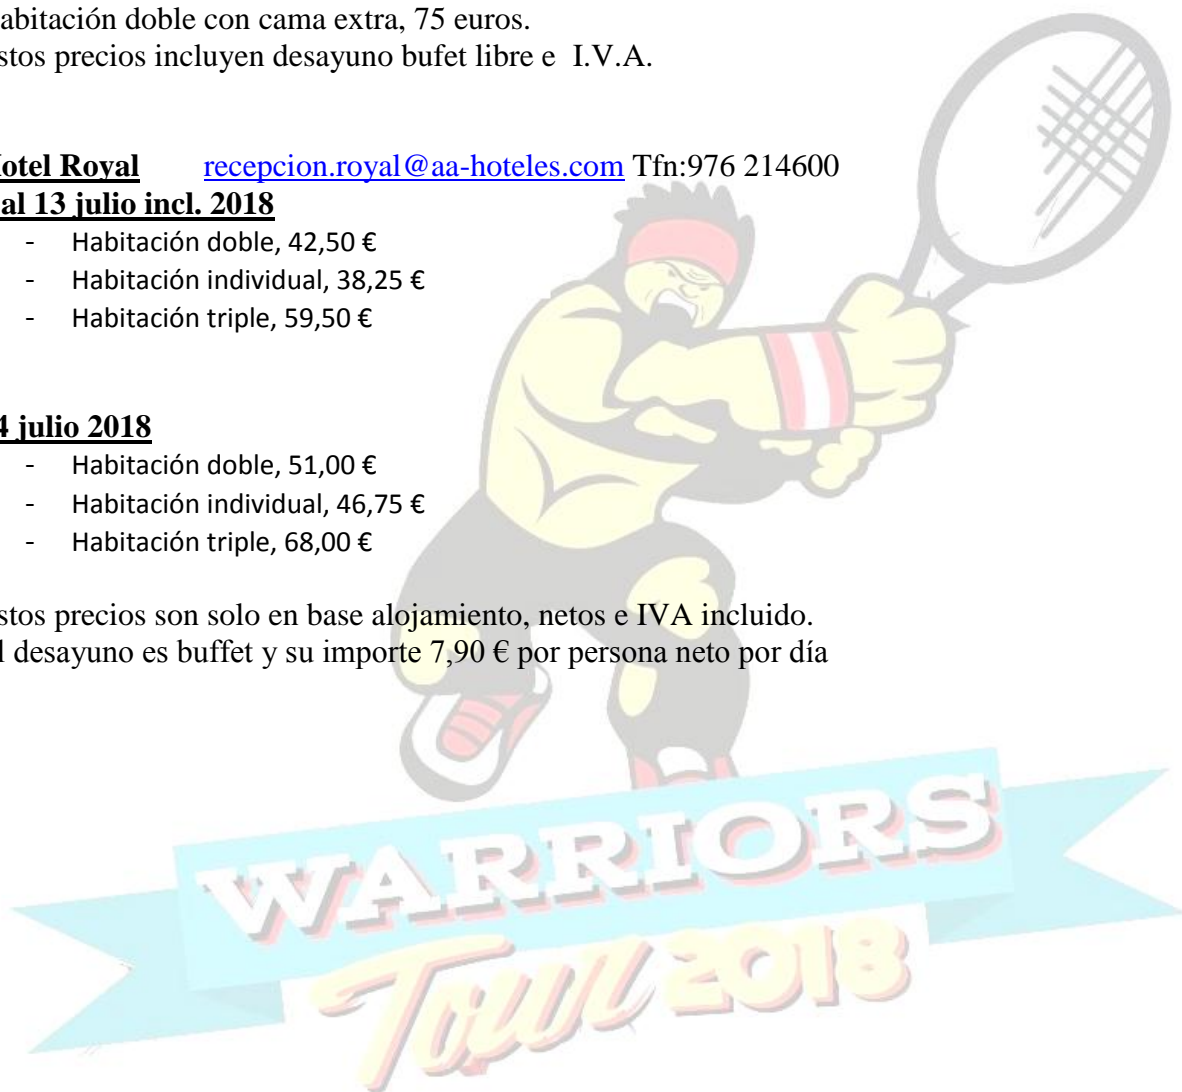 abitación doble con cama extra, 75 euros.
stos precios incluyen desayuno bufet libre e I.V.A.
otel Royal recepcion.royal@aa-hoteles.com Tfn:976 214600
al 13 julio incl. 2018
- Habitación doble, 42,50 €
- Habitación individual, 38,25 €
- Habitación triple, 59,50 €
4 julio 2018
- Habitación doble, 51,00 €
- Habitación individual, 46,75 €
- Habitación triple, 68,00 €
stos precios son solo en base alojamiento, netos e IVA incluido.
l desayuno es buffet y su importe 7,90 € por persona neto por día
WARRIORS
Tour 2018